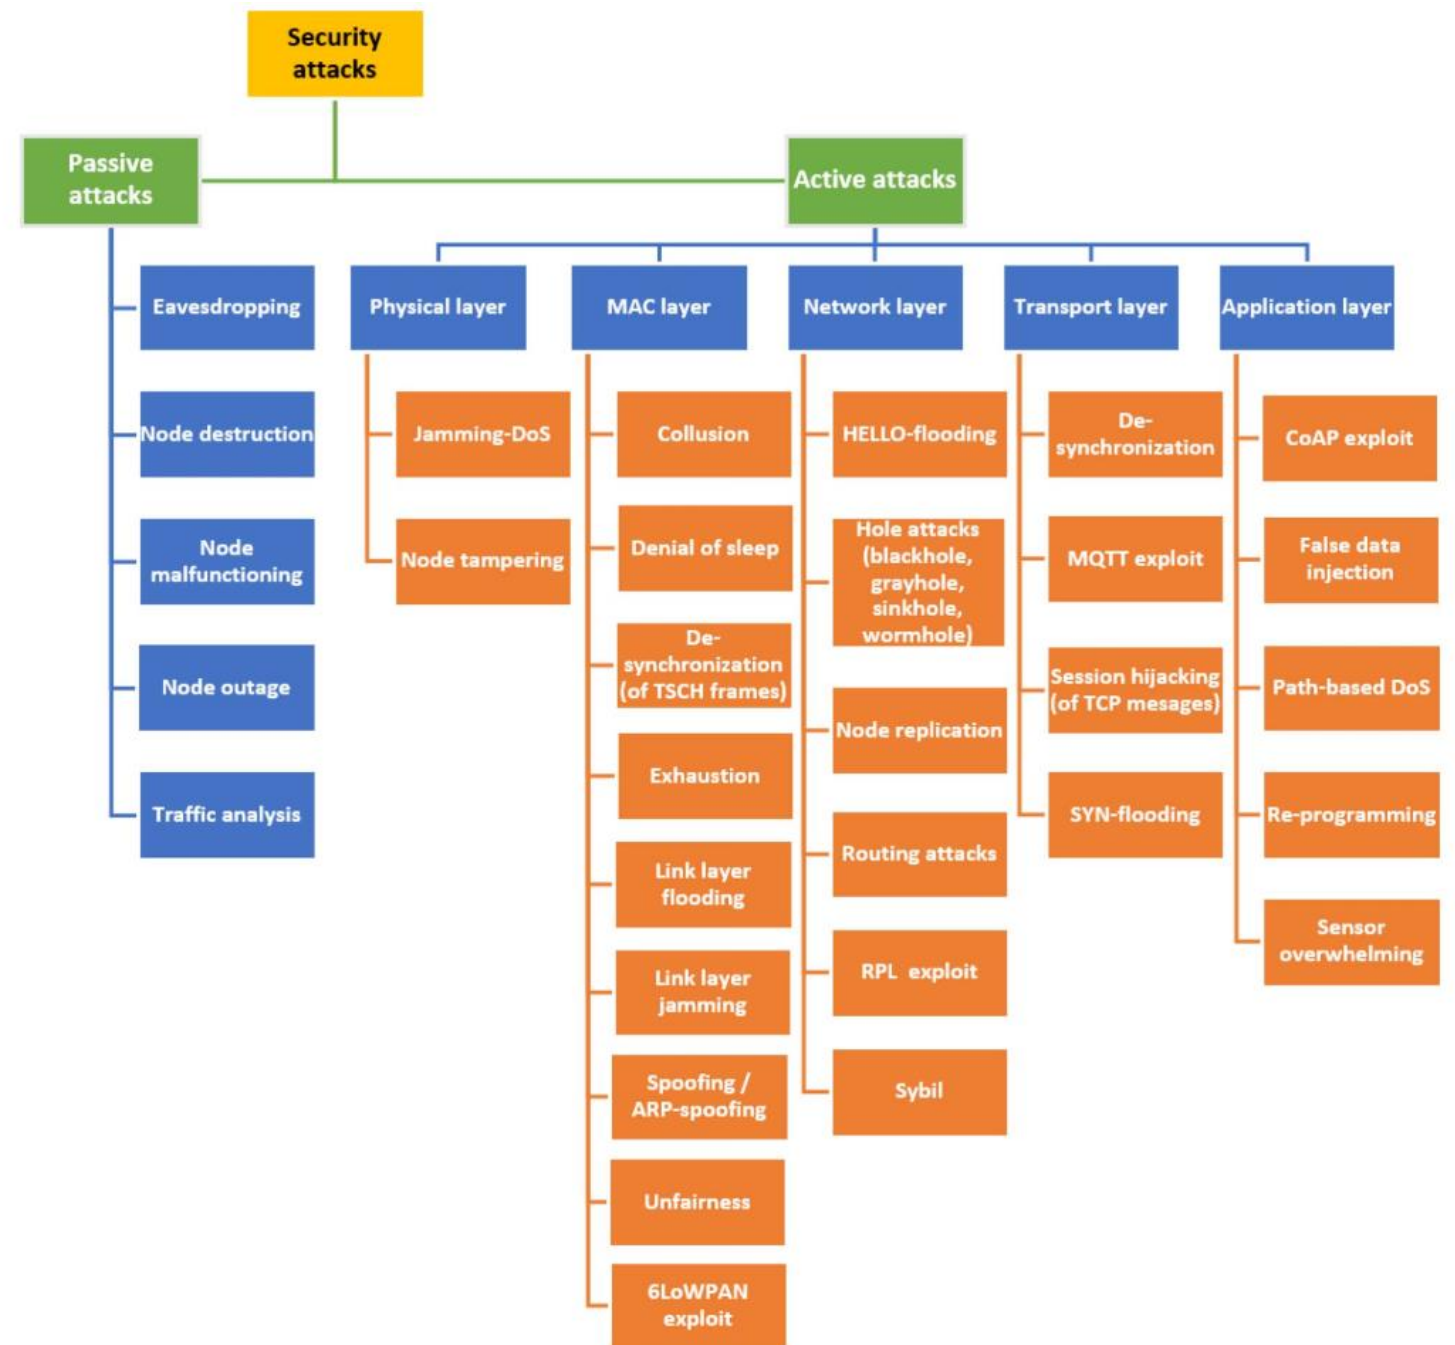 Security
attacks
Passive
attacks
Active attacks
Eavesdropping
Node destruction
Node
malfunctioning
Node outage
Traffic analysis
Physical layer
Jamming-DoS
Node tampering
MAC layer
Collusion
Denial of sleep
De-
synchronization
(of TSCH frames)
Exhaustion
Link layer
flooding
Link layer
jamming
Spoofing /
ARP-spoofing
Unfairness
6LoWPAN
exploit
Network layer
HELLO-flooding
Hole attacks
(blackhole,
grayhole,
sinkhole,
wormhole)
Node replication
Routing attacks
RPL exploit
Sybil
Transport layer
De-
synchronization
MQTT exploit
Session hijacking
(of TCP mesages)
SYN-flooding
Application layer
CoAP exploit
False data
injection
Path-based DoS
Re-programming
Sensor
overwhelming